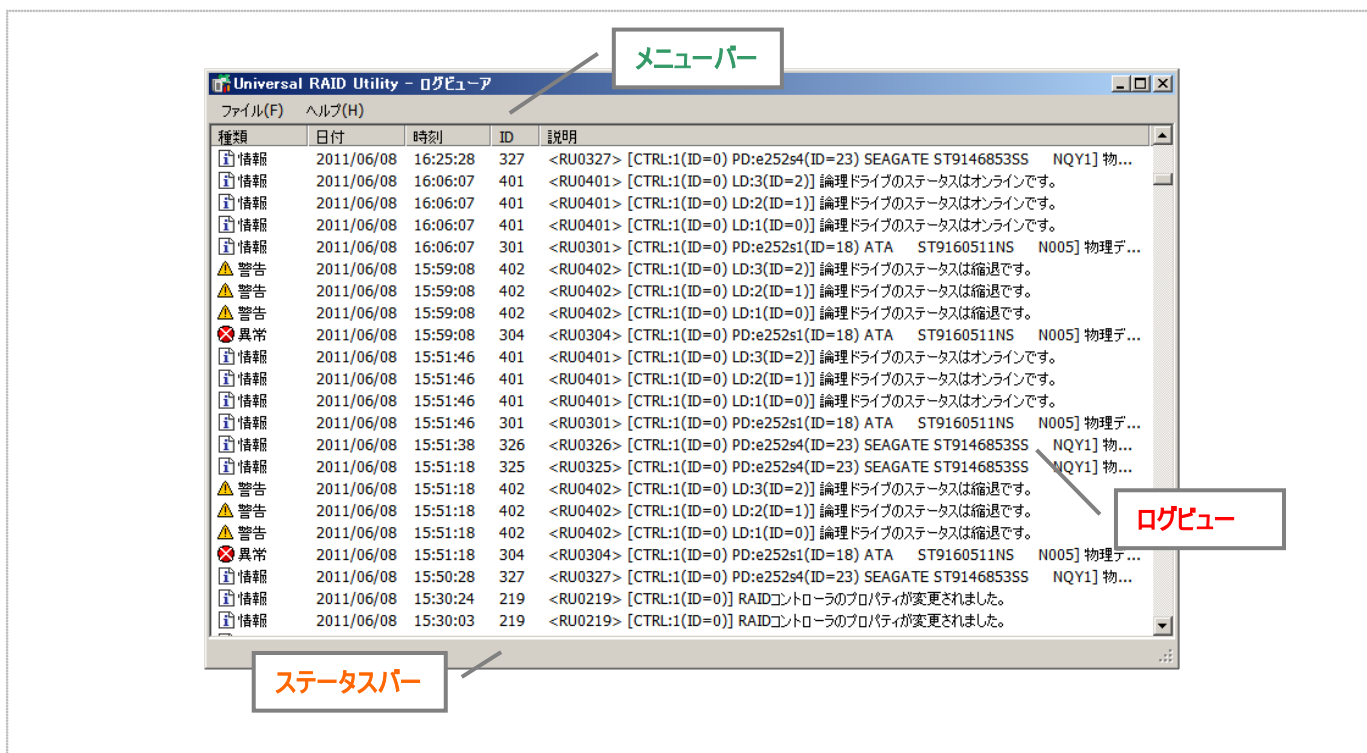 メニューバー
Universal RAID Utility - ログビューア
ファイル(F) ヘルプ(H)
種類 日付 時刻 ID 説明
情報 2011/06/08 16:25:28 327 <RU0327> [CTRL:1(ID=0) PD:e252s4(ID=23) SEAGATE ST9146853SS NQY1] 物...
情報 2011/06/08 16:06:07 401 <RU0401> [CTRL:1(ID=0) LD:3(ID=2)] 論理ドライブのステータスはオンラインです。
情報 2011/06/08 16:06:07 401 <RU0401> [CTRL:1(ID=0) LD:2(ID=1)] 論理ドライブのステータスはオンラインです。
情報 2011/06/08 16:06:07 401 <RU0401> [CTRL:1(ID=0) LD:1(ID=0)] 論理ドライブのステータスはオンラインです。
情報 2011/06/08 16:06:07 301 <RU0301> [CTRL:1(ID=0) PD:e252s1(ID=18) ATA ST9160511NS N005] 物理デ...
警告 2011/06/08 15:59:08 402 <RU0402> [CTRL:1(ID=0) LD:3(ID=2)] 論理ドライブのステータスは縮退です。
警告 2011/06/08 15:59:08 402 <RU0402> [CTRL:1(ID=0) LD:2(ID=1)] 論理ドライブのステータスは縮退です。
警告 2011/06/08 15:59:08 402 <RU0402> [CTRL:1(ID=0) LD:1(ID=0)] 論理ドライブのステータスは縮退です。
異常 2011/06/08 15:59:08 304 <RU0304> [CTRL:1(ID=0) PD:e252s1(ID=18) ATA ST9160511NS N005] 物理デ...
情報 2011/06/08 15:51:46 401 <RU0401> [CTRL:1(ID=0) LD:3(ID=2)] 論理ドライブのステータスはオンラインです。
情報 2011/06/08 15:51:46 401 <RU0401> [CTRL:1(ID=0) LD:2(ID=1)] 論理ドライブのステータスはオンラインです。
情報 2011/06/08 15:51:46 401 <RU0401> [CTRL:1(ID=0) LD:1(ID=0)] 論理ドライブのステータスはオンラインです。
情報 2011/06/08 15:51:46 301 <RU0301> [CTRL:1(ID=0) PD:e252s1(ID=18) ATA ST9160511NS N005] 物理デ...
情報 2011/06/08 15:51:38 326 <RU0326> [CTRL:1(ID=0) PD:e252s4(ID=23) SEAGATE ST9146853SS NQY1] 物...
情報 2011/06/08 15:51:18 325 <RU0325> [CTRL:1(ID=0) PD:e252s4(ID=23) SEAGATE ST9146853SS NQY1] 物...
警告 2011/06/08 15:51:18 402 <RU0402> [CTRL:1(ID=0) LD:3(ID=2)] 論理ドライブのステータスは縮退です。
警告 2011/06/08 15:51:18 402 <RU0402> [CTRL:1(ID=0) LD:2(ID=1)] 論理ドライブのステータスは縮退です。
警告 2011/06/08 15:51:18 402 <RU0402> [CTRL:1(ID=0) LD:1(ID=0)] 論理ドライブのステータスは縮退です。
異常 2011/06/08 15:51:18 304 <RU0304> [CTRL:1(ID=0) PD:e252s1(ID=18) ATA ST9160511NS N005] 物理デ...
情報 2011/06/08 15:50:28 327 <RU0327> [CTRL:1(ID=0) PD:e252s4(ID=23) SEAGATE ST9146853SS NQY1] 物...
情報 2011/06/08 15:30:24 219 <RU0219> [CTRL:1(ID=0)] RAIDコントローラのプロパティが変更されました。
情報 2011/06/08 15:30:03 219 <RU0219> [CTRL:1(ID=0)] RAIDコントローラのプロパティが変更されました。
ログビュー
ステータスバー